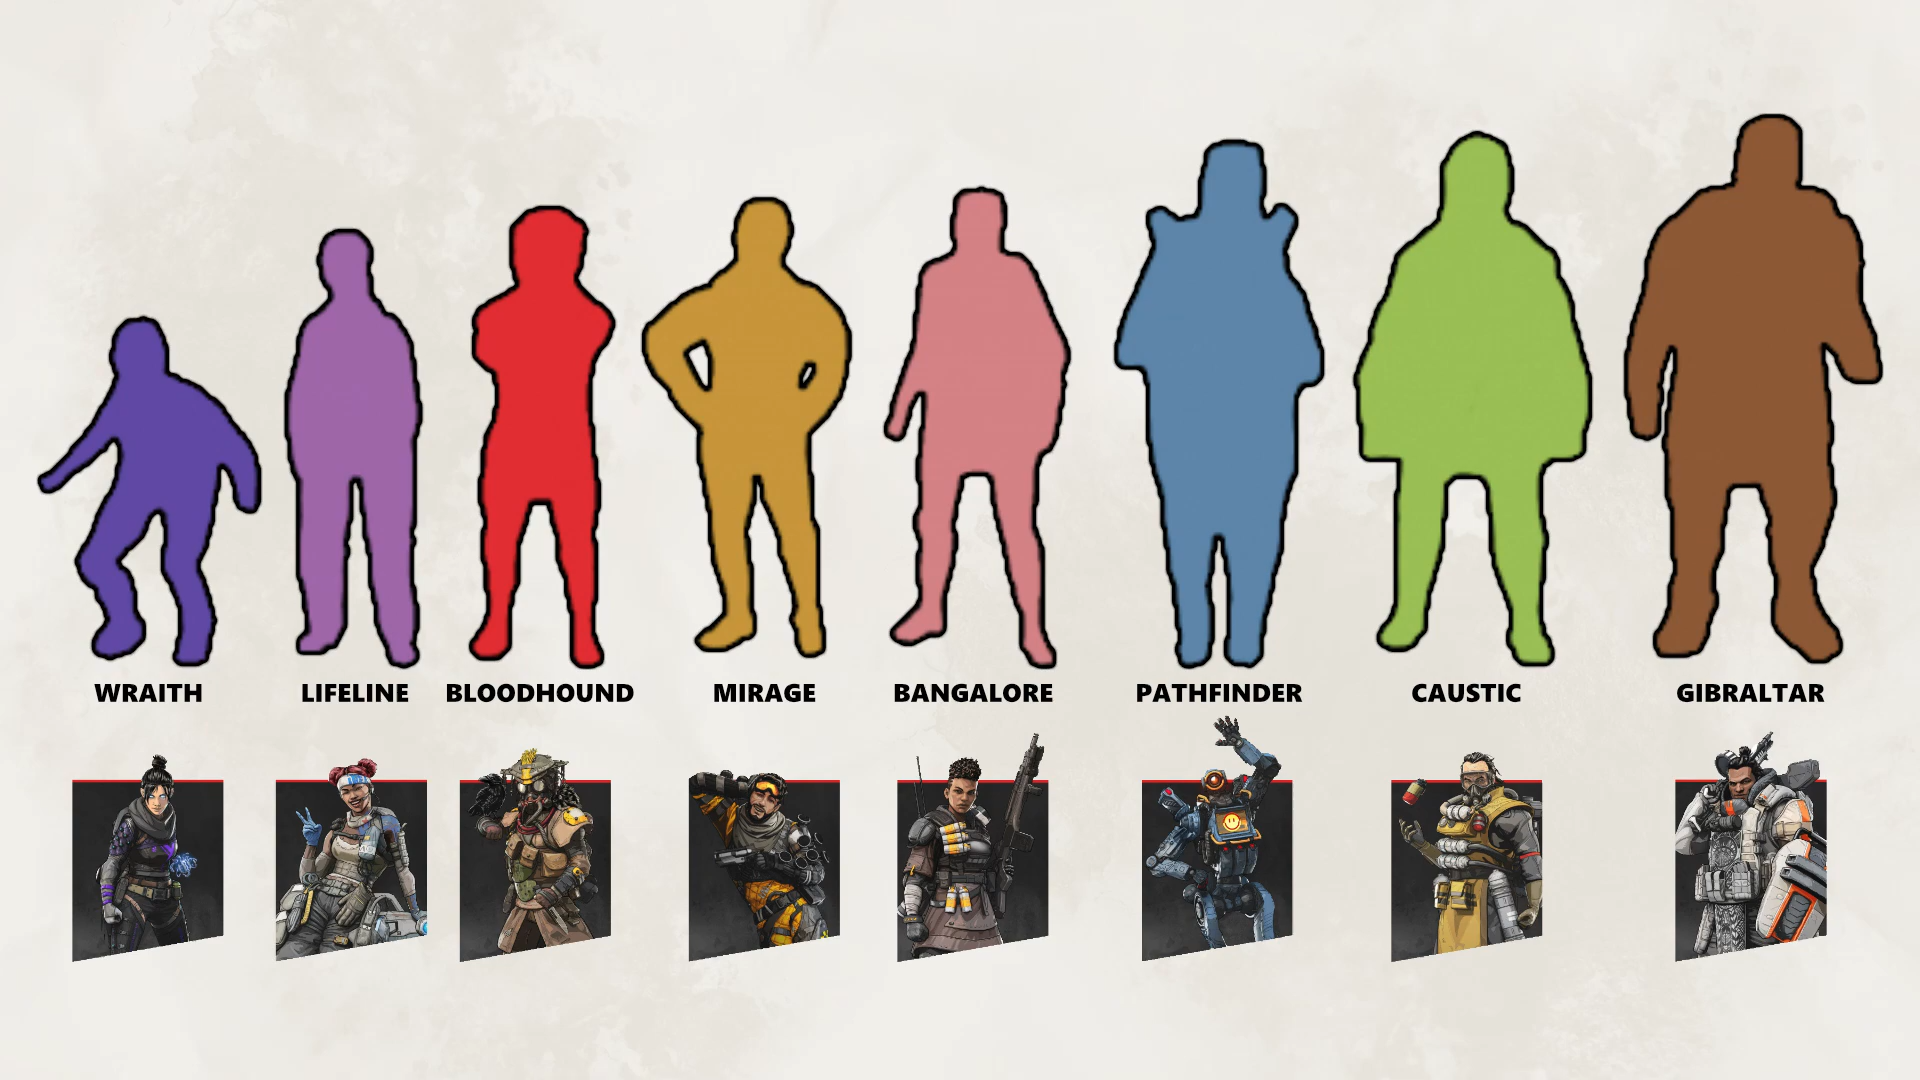 WRAITH
LIFELINE
BLOODHOUND
MIRAGE
BANGALORE
PATHFINDER
CAUSTIC
GIBRALTAR